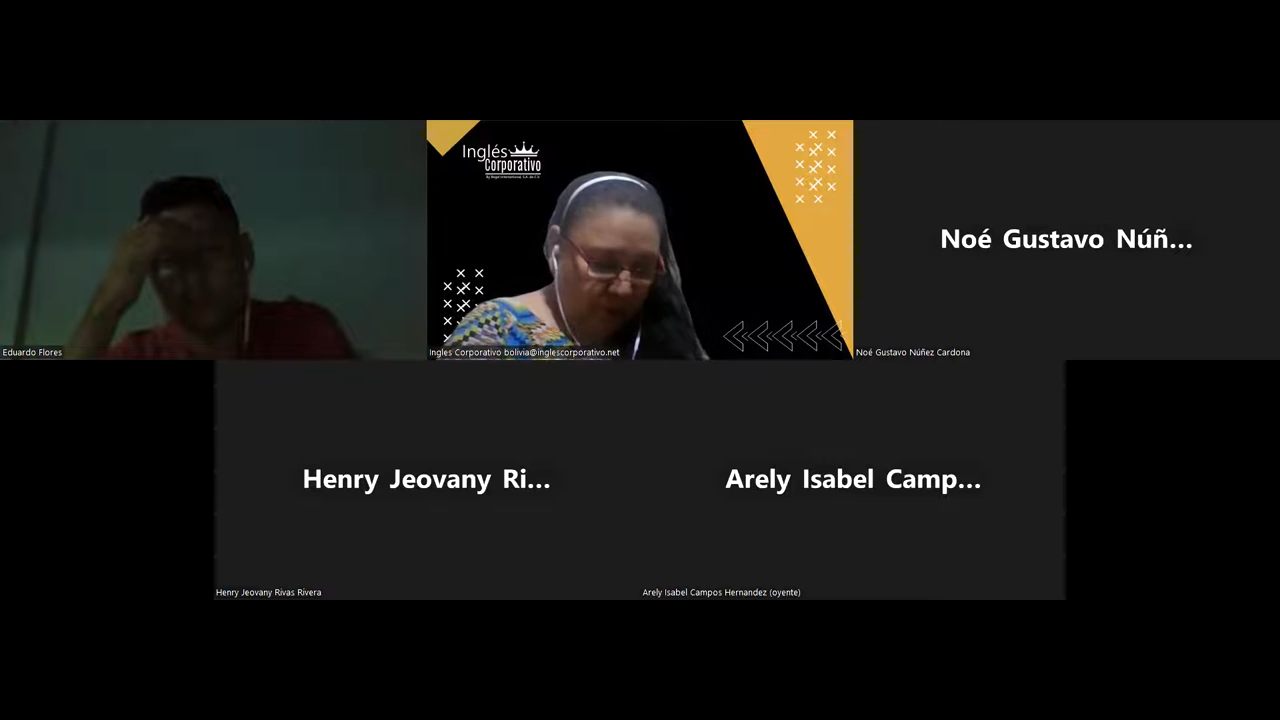 Inglés
Corporativo
Noé Gustavo Núñ...
Eduardo Flores
Ingles Corporativo bolivia@inglescorporativo.net
Noé Gustavo Núñez Cardona
Henry Jeovany Ri...
Arely Isabel Camp...
Henry Jeovany Rivas Rivera
Arely Isabel Campos Hernandez (oyente)